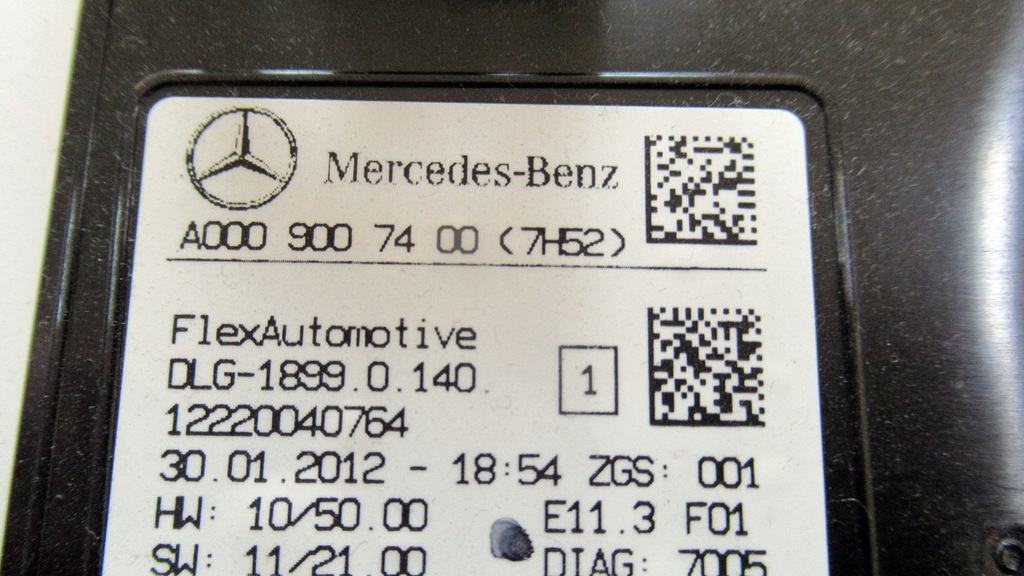 Mercedes-Benz
A000 900 74 00 (7H52)
FlexAutomotive
DLG-1899.0.140.
1
12220040764
30.01.2012 - 18:54 ZGS: 001
HW: 10/50.00 E11.3 F01
SW: 11/21.00 DIAG: 7005